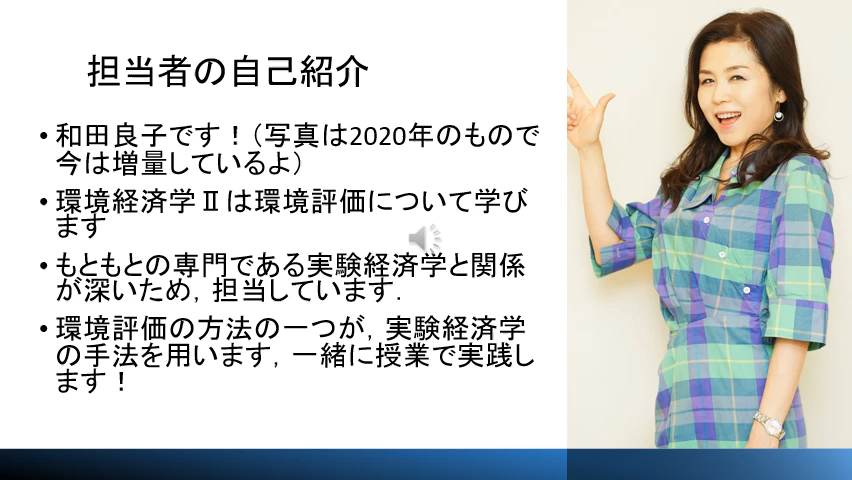 担当者の自己紹介
• 和田良子です！（写真は2020年のもので
今は増量しているよ）
• 環境経済学Ⅱは環境評価について学び
ます
• もともとの専門である実験経済学と関係
が深いため，担当しています．
• 環境評価の方法の一つが，実験経済学
の手法を用います，一緒に授業で実践し
ます！